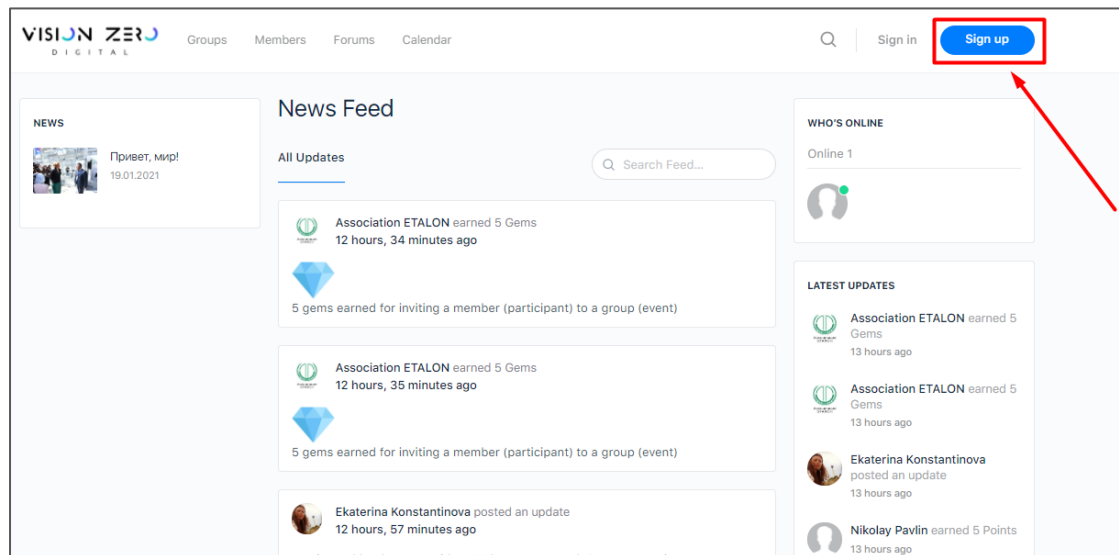 VISION ZERO
DIGITAL
Groups Members Forums Calendar
Sign in
Sign up
NEWS
Привет, мир!
19.01.2021
News Feed
All Updates
Search Feed...
Association ETALON earned 5 Gems
12 hours, 34 minutes ago
5 gems earned for inviting a member (participant) to a group (event)
Association ETALON earned 5 Gems
12 hours, 35 minutes ago
5 gems earned for inviting a member (participant) to a group (event)
Ekaterina Konstantinova posted an update
12 hours, 57 minutes ago
WHO'S ONLINE
Online 1
LATEST UPDATES
Association ETALON earned 5
Gems
13 hours ago
Association ETALON earned 5
Gems
13 hours ago
Ekaterina Konstantinova
posted an update
13 hours ago
Nikolay Pavlin earned 5 Points
13 hours ago